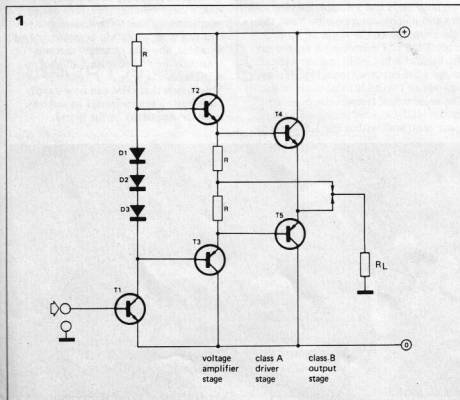 1
R
T2
T4
D1
D2
D3
R
R
T3
T5
T1
RL
voltage amplifier stage
class A driver stage
class B output stage
+
0